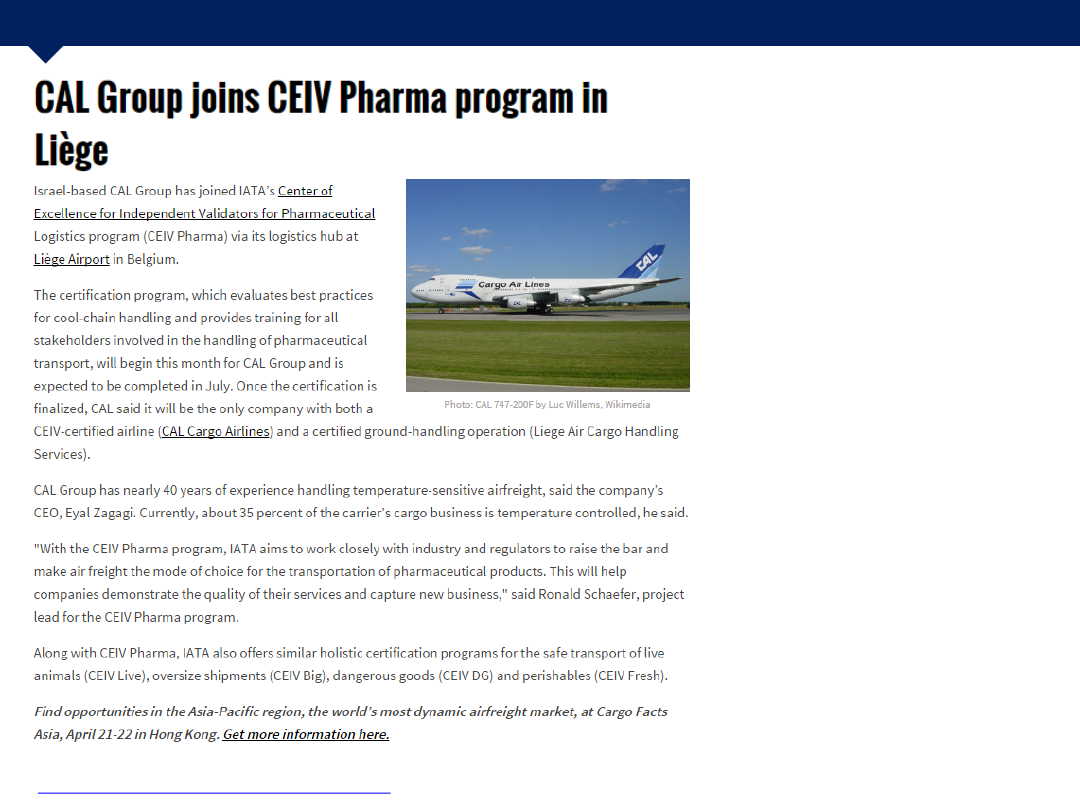 CAL Group joins CEIV Pharma program in
Liège
Israel-based CAL Group has joined IATA’s Center of
Excellence for Independent Validators for Pharmaceutical
Logistics program (CEIV Pharma) via its logistics hub at
Liège Airport in Belgium.
The certification program, which evaluates best practices
for cool-chain handling and provides training for all
stakeholders involved in the handling of pharmaceutical
transport, will begin this month for CAL Group and is
expected to be completed in July. Once the certification is
finalized, CAL said it will be the only company with both a
CEIV-certified airline (CAL Cargo Airlines) and a certified ground-handling operation (Liege Air Cargo Handling
Services).
CAL
Cargo Air Lines
Photo: CAL 747-200F by Luc Willems, Wikimedia
CAL Group has nearly 40 years of experience handling temperature-sensitive airfreight, said the company’s
CEO, Eyal Zagagi. Currently, about 35 percent of the carrier’s cargo business is temperature controlled, he said.
"With the CEIV Pharma program, IATA aims to work closely with industry and regulators to raise the bar and
make air freight the mode of choice for the transportation of pharmaceutical products. This will help
companies demonstrate the quality of their services and capture new business," said Ronald Schaefer, project
lead for the CEIV Pharma program.
Along with CEIV Pharma, IATA also offers similar holistic certification programs for the safe transport of live
animals (CEIV Live), oversize shipments (CEIV Big), dangerous goods (CEIV DG) and perishables (CEIV Fresh).
Find opportunities in the Asia-Pacific region, the world’s most dynamic airfreight market, at Cargo Facts
Asia, April 21-22 in Hong Kong. Get more information here.